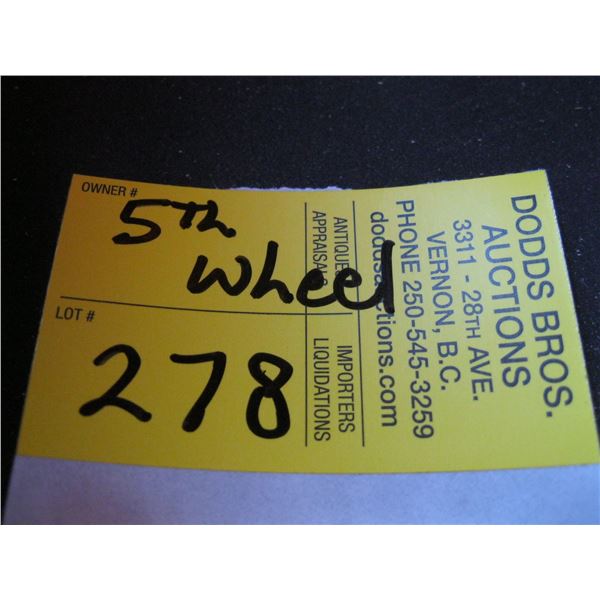 OWNER #
5Th
Wheel
LOT #
278
ANTIQUES
APPRAISALS
IMPORTERS
LIQUIDATIONS
DODDS BROS.
AUCTIONS
3311 - 28TH AVE.
VERNON, B.C.
PHONE 250-545-3259
doddsauctions.com